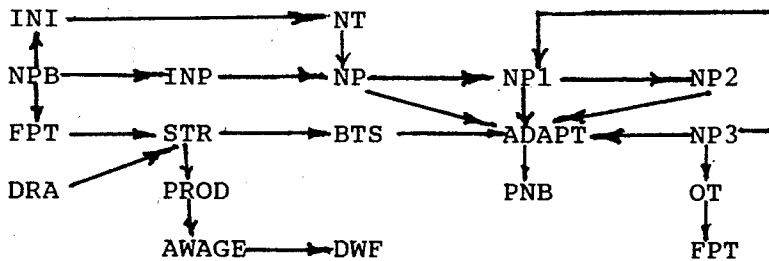 INI NT
NPB INP NP NP1 NP2
FPT STR BTS ADAPT NP3
DRA PROD PNB OT
AWAGE DWF FPT